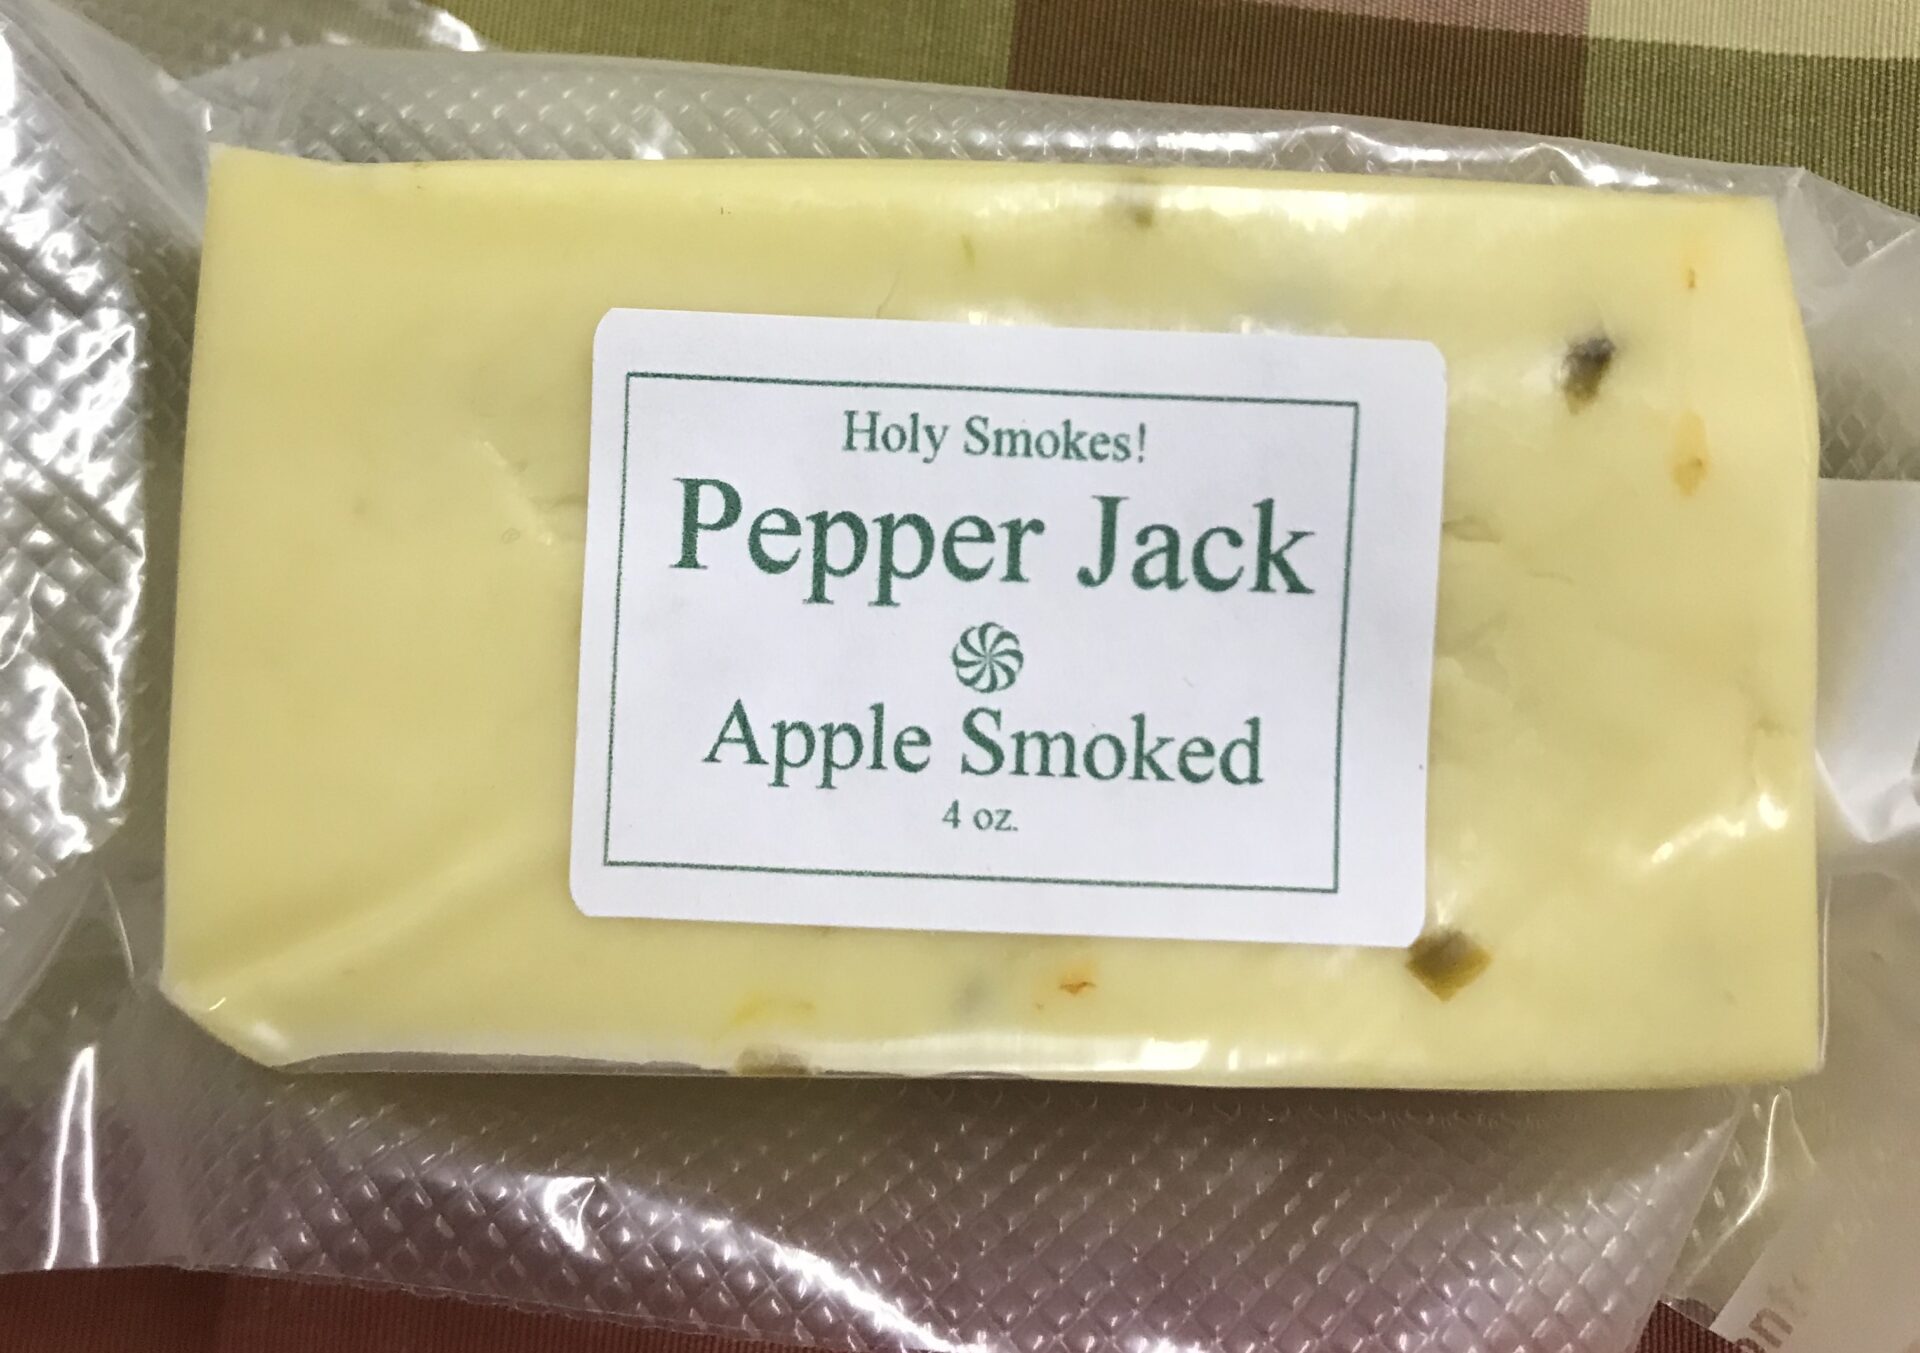 Holy Smokes!
Pepper Jack
Apple Smoked
4 oz.